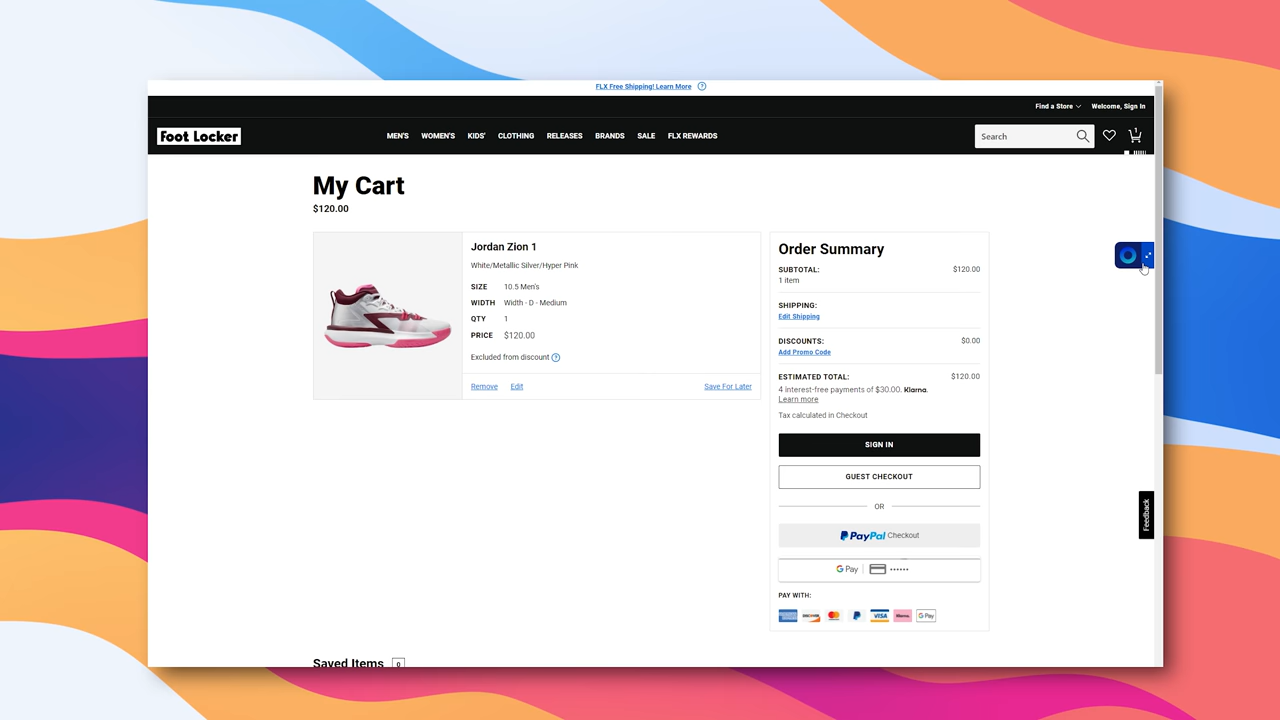 FLX Free Shipping! Learn More ?
Find a Store Welcome, Sign In
Foot Locker MEN'S WOMEN'S KIDS' CLOTHING RELEASES BRANDS SALE FLX REWARDS Search 1
My Cart
$120.00
Jordan Zion 1
White/Metallic Silver/Hyper Pink
SIZE 10.5 Men's
WIDTH Width - D - Medium
QTY 1
PRICE $120.00
Excluded from discount ?
Remove Edit Save For Later
Order Summary
SUBTOTAL: $120.00
1 item
SHIPPING:
Edit Shipping
DISCOUNTS: $0.00
Add Promo Code
ESTIMATED TOTAL: $120.00
4 Interest-free payments of $30.00. Klarna.
Learn more
Tax calculated in Checkout
SIGN IN
GUEST CHECKOUT
OR
PayPal Checkout
G Pay ••••••
PAY WITH:
DISCOVER VISA Klarna. G Pay
Feedback
Saved Items 0